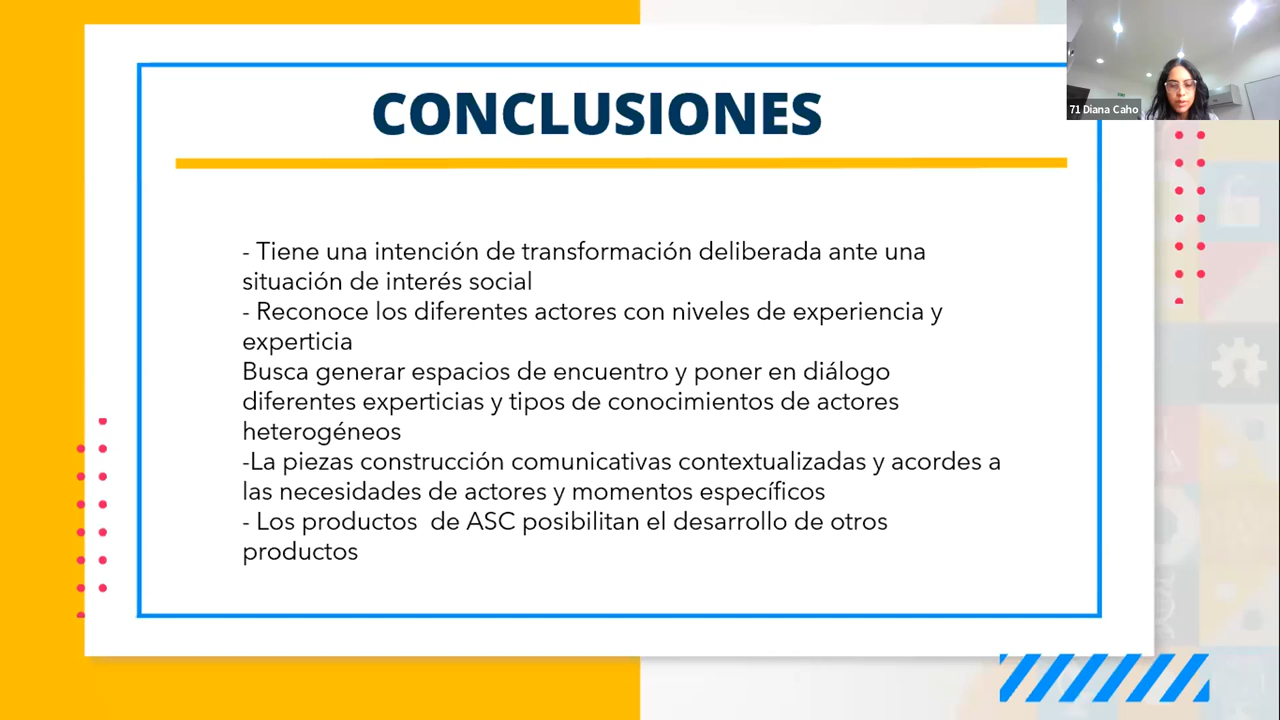 CONCLUSIONES
71 Diana Caho
- Tiene una intención de transformación deliberada ante una
situación de interés social
- Reconoce los diferentes actores con niveles de experiencia y
experticia
Busca generar espacios de encuentro y poner en diálogo
diferentes experticias y tipos de conocimientos de actores
heterogéneos
-La piezas construcción comunicativas contextualizadas y acordes a
las necesidades de actores y momentos específicos
- Los productos  de ASC posibilitan el desarrollo de otros
productos